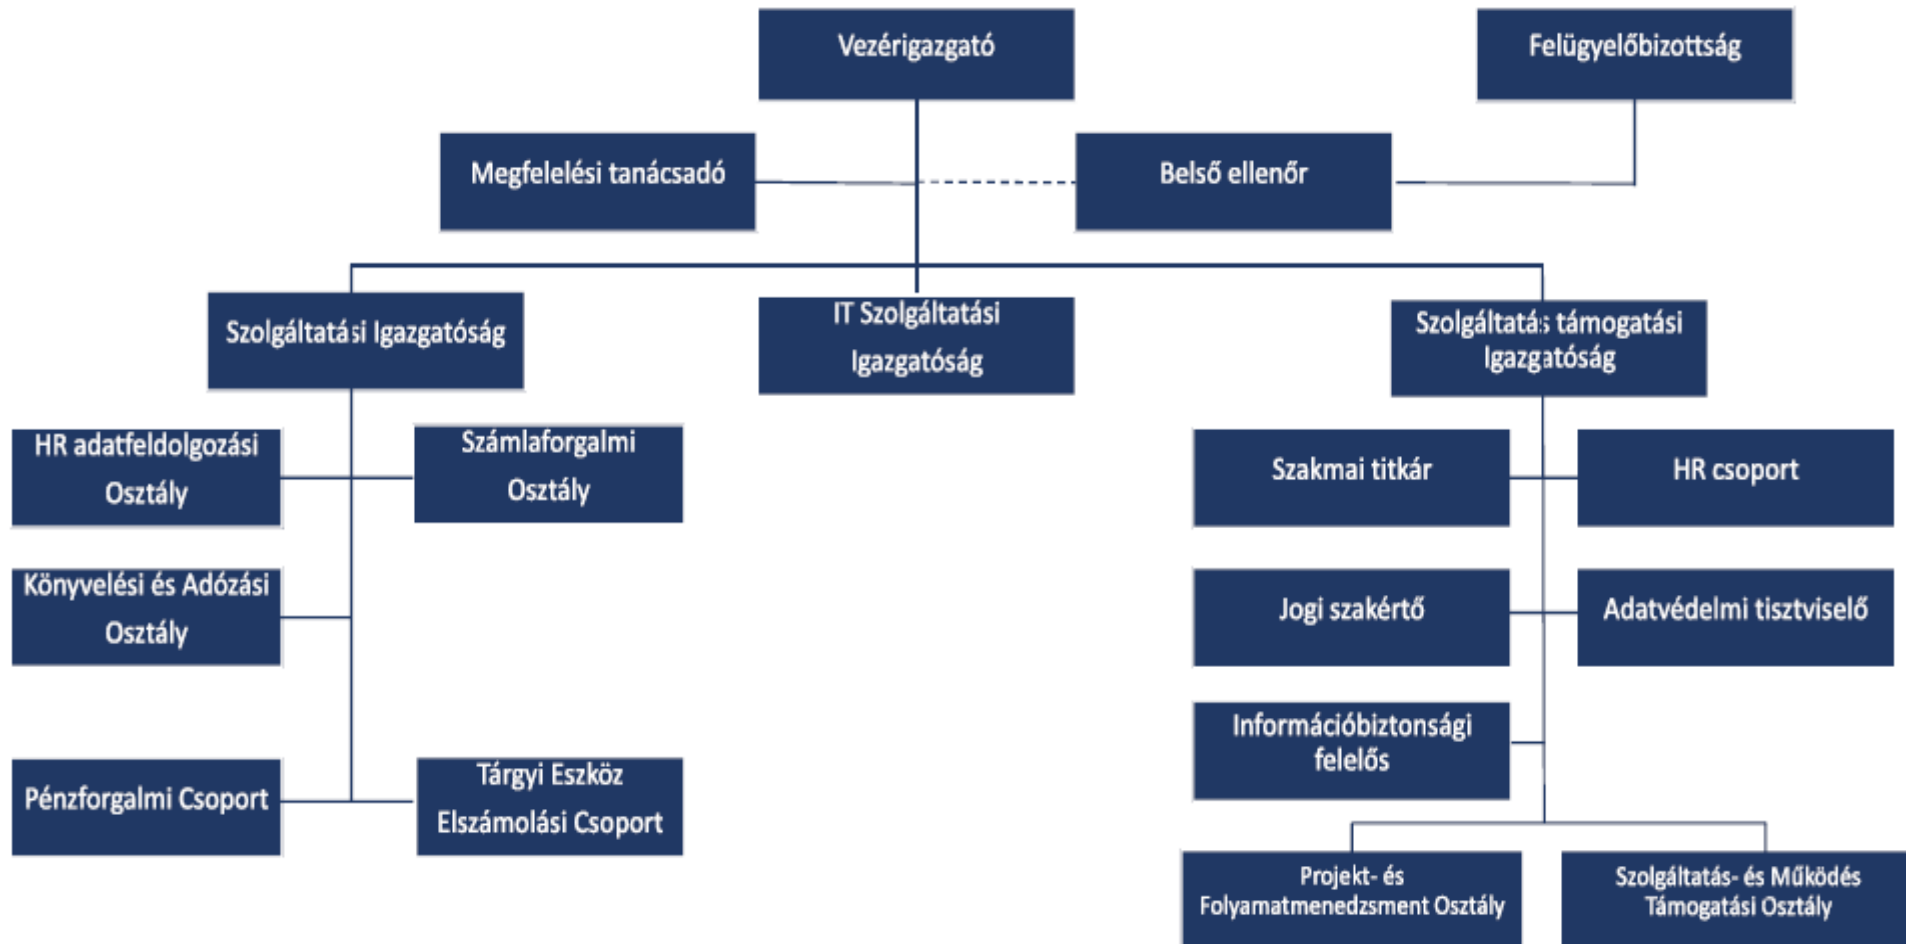 Vezérigazgató
Felügyelőbizottság
Megfelelési tanácsadó
Belső ellenőr
Szolgáltatási Igazgatóság
IT Szolgáltatási
Igazgatóság
Szolgáltatás támogatási
Igazgatóság
HR adatfeldolgozási
Osztály
Számlaforgalmi
Osztály
Szakmai titkár
HR csoport
Könyvelési és Adózási
Osztály
Jogi szakértő
Adatvédelmi tisztviselő
Információbiztonsági
felelős
Pénzforgalmi Csoport
Tárgyi Eszköz
Elszámolási Csoport
Projekt- és
Folyamatmenedzsment Osztály
Szolgáltatás- és Működés
Támogatási Osztály